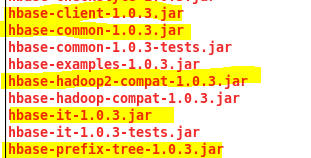 hbase-client-1.0.3.jar
hbase-common-1.0.3.jar
hbase-common-1.0.3-tests.jar
hbase-examples-1.0.3.jar
hbase-hadoop2-compat-1.0.3.jar
hbase-hadoop-compat-1.0.3.jar
hbase-it-1.0.3.jar
hbase-it-1.0.3-tests.jar
hbase-prefix-tree-1.0.3.jar